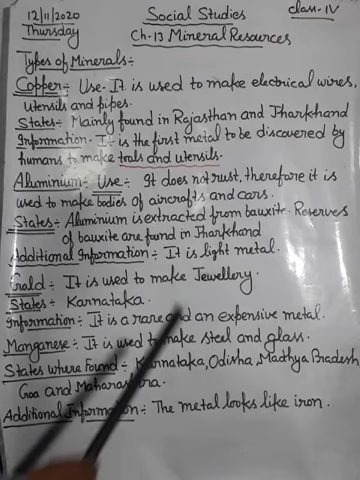 12/11/2020 Social Studies class-IV
Thursday Ch-13 Mineral Resources
Types of Minerals:-
Copper:- Use. It is used to make electrical wires,
utensils and pipes.
States:- Mainly found in Rajasthan and Jharkhand
Information. It is the first metal to be discovered by
humans to make tools and utensils.
Aluminium:- Use:- It does not rust, therefore it is
used to make bodies of aircrafts and cars.
States:- Aluminium is extracted from bauxite. Reserves
of bauxite are found in Jharkhand
Additional Information:- It is light metal.
Gold:- It is used to make Jewellery.
States:- Karnataka.
Information:- It is a rare and an expensive metal.
Manganese:- It is used to make steel and glass.
States where Found:- Karnataka, Odisha, Madhya Pradesh
Goa and Maharashtra.
Additional Information:- The metal looks like iron.